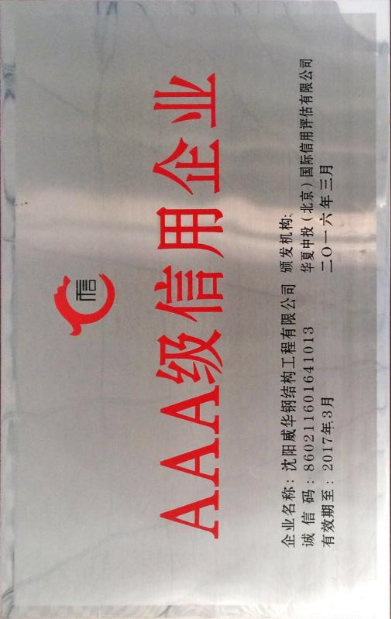 信
AAA级信用企业
企业名称：沈阳威华钢结构工程有限公司
诚信码：860211601641013
有效期至：2017年3月
颁发机构：
华夏中投（北京）国际信用评估有限公司
二〇一六年三月